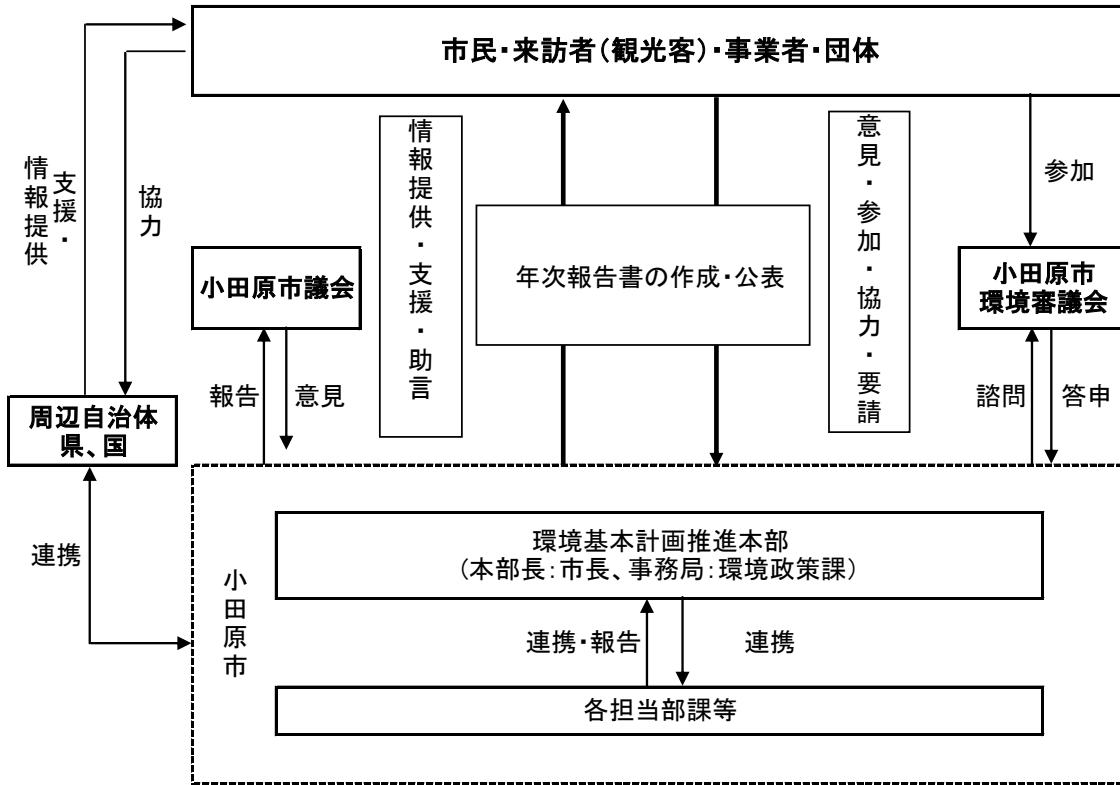 市民・来訪者(観光客)・事業者・団体
支援・
情報提供
協力
情報提供・支援・助言
意見・参加・協力・要請
参加
年次報告書の作成・公表
小田原市議会
小田原市
環境審議会
報告
意見
諮問
答申
周辺自治体
県、国
連携
小田原市
環境基本計画推進本部
(本部長:市長、事務局:環境政策課)
連携・報告
連携
各担当部課等